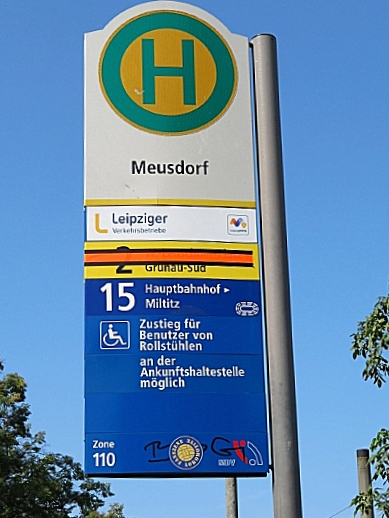 H
Meusdorf
Leipziger
Verkehrsbetriebe
2
Grünau-Süd
15 Hauptbahnhof ▸
Miltitz
Zustieg für
Benutzer von
Rollstühlen
an der
Ankunftshaltestelle
möglich
Zone
110
MDV